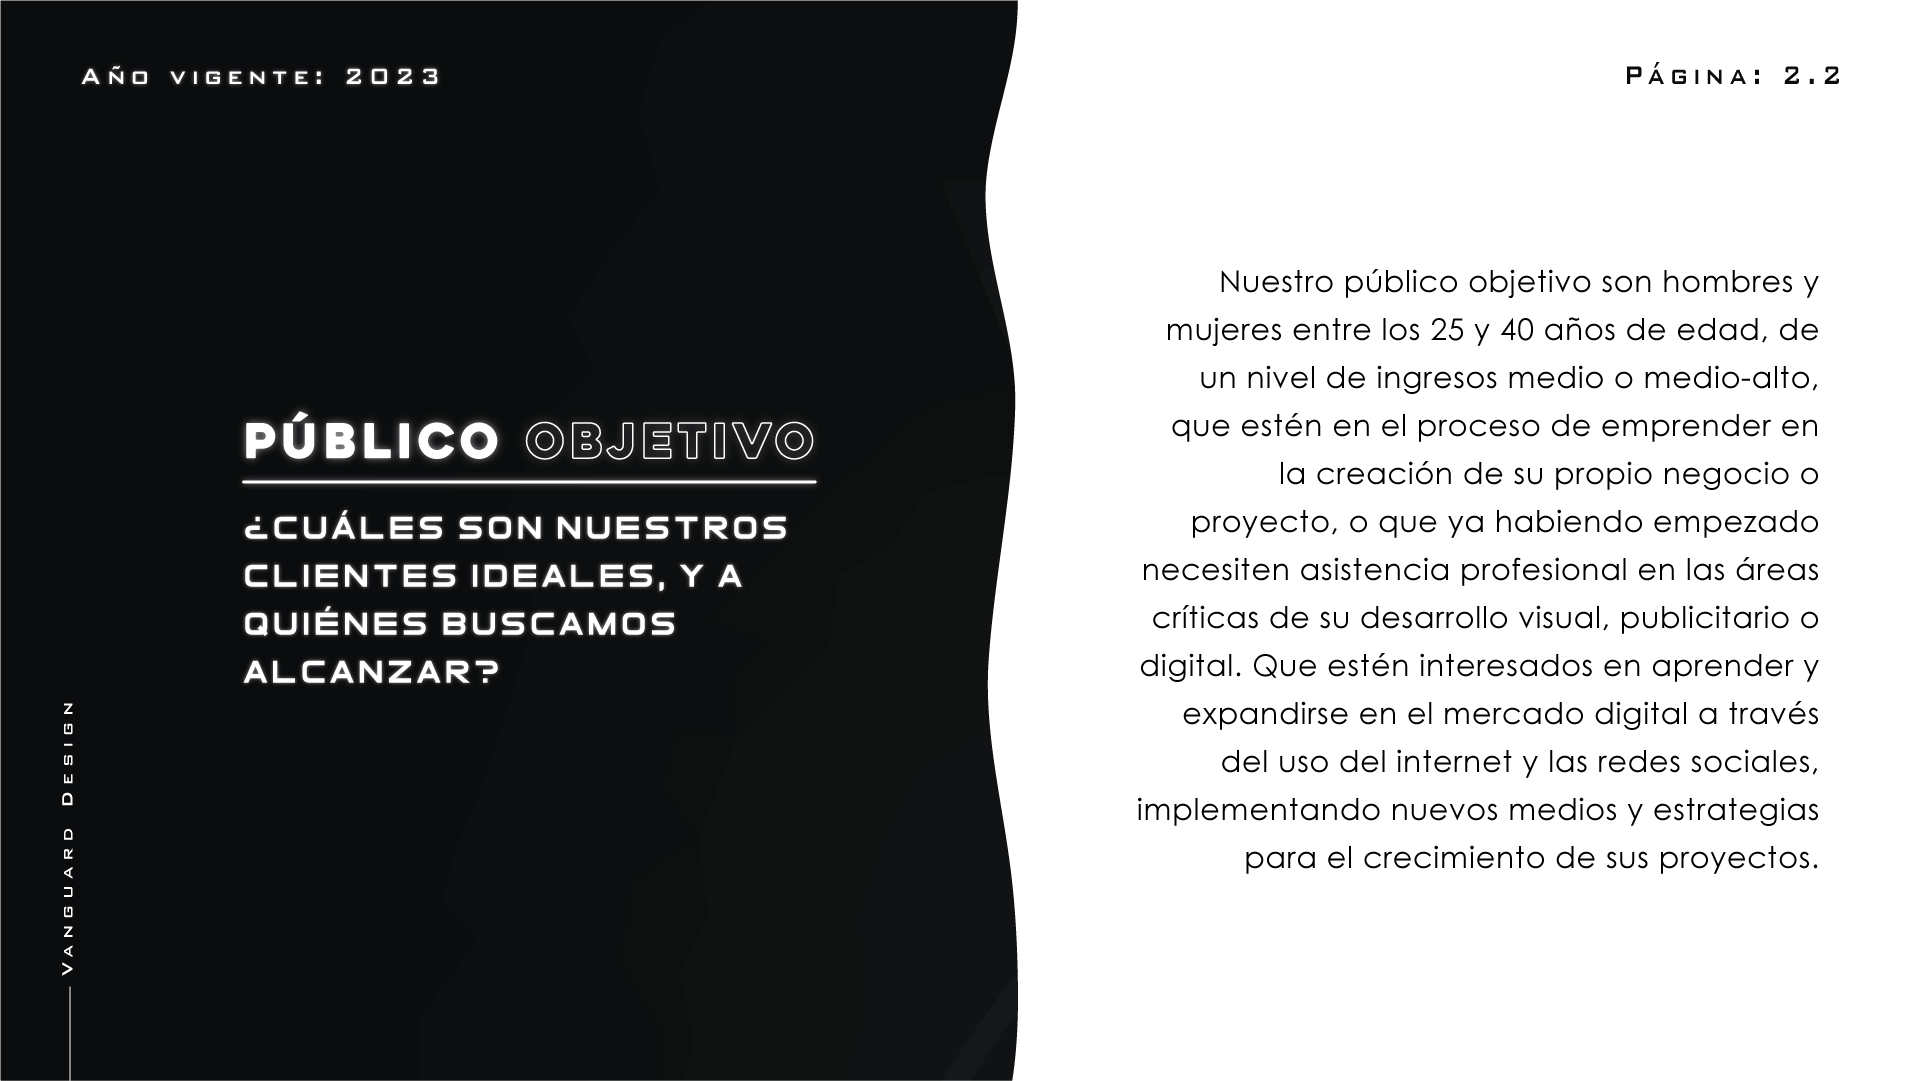 Año vigente: 2023
Página: 2.2
PÚBLICO OBJETIVO
¿CUÁLES SON NUESTROS
CLIENTES IDEALES, Y A
QUIÉNES BUSCAMOS
ALCANZAR?
Vanguard Design
Nuestro público objetivo son hombres y
mujeres entre los 25 y 40 años de edad, de
un nivel de ingresos medio o medio-alto,
que estén en el proceso de emprender en
la creación de su propio negocio o
proyecto, o que ya habiendo empezado
necesiten asistencia profesional en las áreas
críticas de su desarrollo visual, publicitario o
digital. Que estén interesados en aprender y
expandirse en el mercado digital a través
del uso del internet y las redes sociales,
implementando nuevos medios y estrategias
para el crecimiento de sus proyectos.